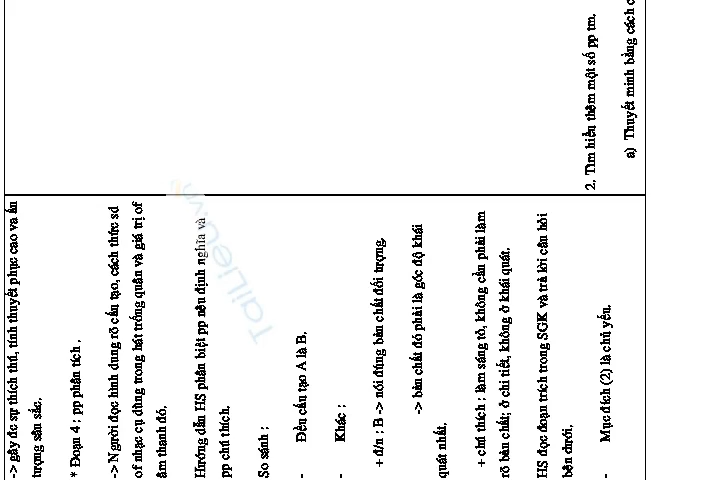 -> gây đc sự thích thú, tính thuyết phục cao và ấn
tượng sâu sắc.
* Đoạn 4 : pp phân tích .
-> Người đọc hình dung rõ cấu tạo, cách thức sd
of nhạc cụ dùng trong hát trống quân và giá trị of
âm thanh đó.
Hướng dẫn HS phân biệt pp nêu định nghĩa và
pp chú thích.
So sánh :
- Đều cấu tạo A là B.
- Khác :
+ đ/n : B -> nói đúng bản chất đối tượng.
-> bản chất đó phải là góc độ khái
quát nhất.
+ chú thích : làm sáng tỏ, không cần phải làm
rõ bản chất; ở chi tiết, không ở khái quát.
HS đọc đoạn trích trong SGK và trả lời câu hỏi
bên dưới.
- Mục đích (2) là chủ yếu.
2. Tìm hiểu thêm một số pp tm.
a) Thuyết minh bằng cách c
TaiLieu.vn